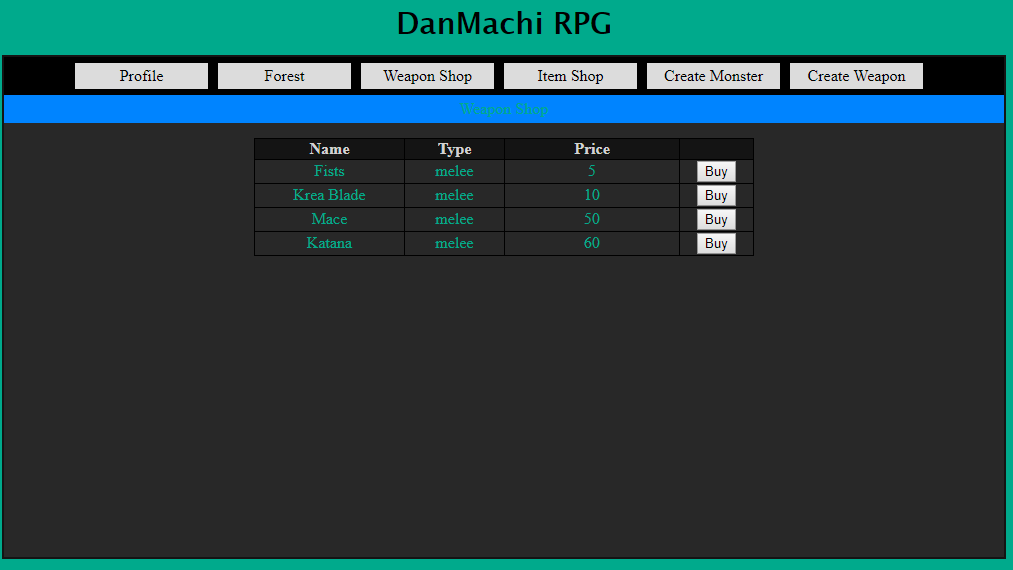 DanMachi RPG
Profile Forest Weapon Shop Item Shop Create Monster Create Weapon
Weapon Shop
Name Type Price
Fists melee 5 Buy
Krea Blade melee 10 Buy
Mace melee 50 Buy
Katana melee 60 Buy